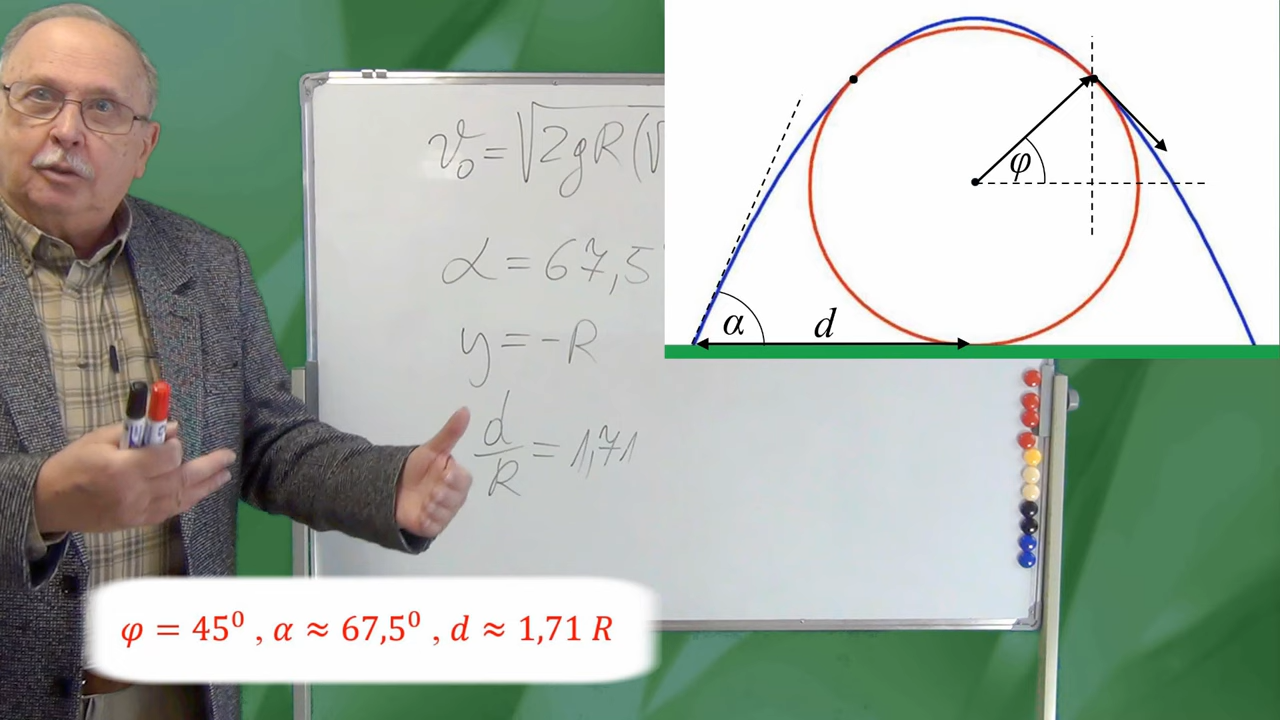 v₀ = √2gR(√
α = 67,5°
y = -R
d/R = 1,71
φ
α
d
φ = 45⁰ , α ≈ 67,5⁰ , d ≈ 1,71 R